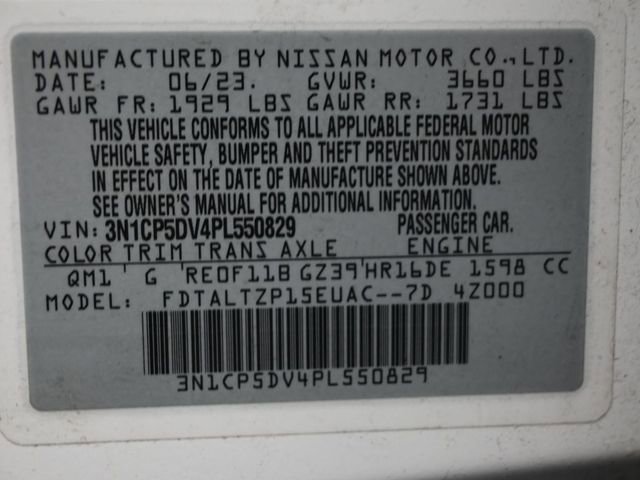 MANUFACTURED BY NISSAN MOTOR CO., LTD.
DATE: 06/23. GVWR: 3660 LBS
GAWR FR: 1929 LBS GAWR RR: 1731 LBS
THIS VEHICLE CONFORMS TO ALL APPLICABLE FEDERAL MOTOR
VEHICLE SAFETY, BUMPER AND THEFT PREVENTION STANDARDS
IN EFFECT ON THE DATE OF MANUFACTURE SHOWN ABOVE.
SEE OWNER'S MANUAL FOR ADDITIONAL INFORMATION.
VIN: 3N1CP5DV4PL550829 PASSENGER CAR.
COLOR TRIM TRANS AXLE ENGINE
QM1 G RE0F11B GZ39 HR16DE 1598 CC
MODEL: FDTALTZP15EUAC--7D 4Z000
3N1CP5DV4PL550829